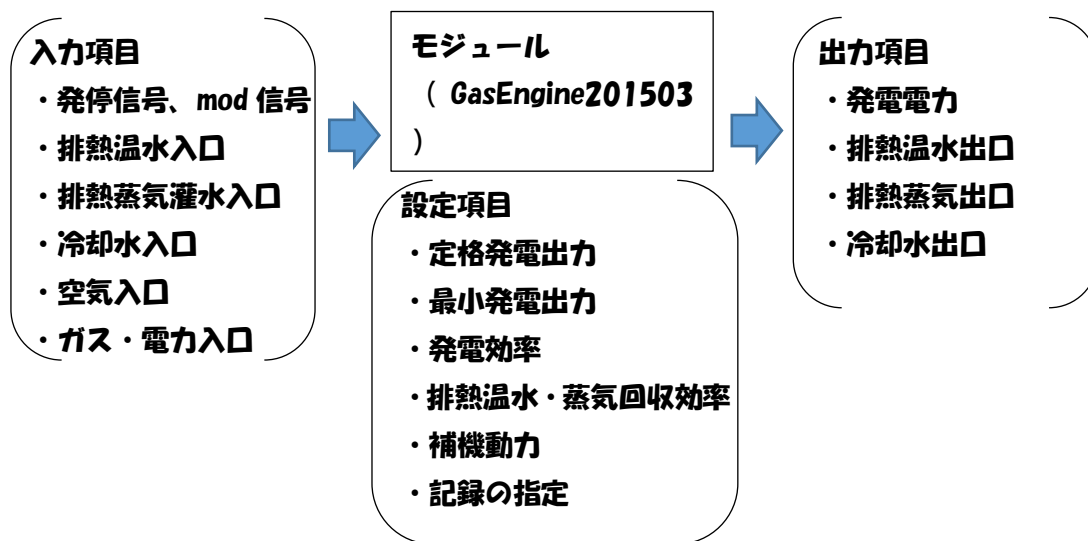 入力項目
・発停信号、mod 信号
・排熱温水入口
・排熱蒸気灌水入口
・冷却水入口
・空気入口
・ガス・電力入口
モジュール
( GasEngine201503
)
設定項目
・定格発電出力
・最小発電出力
・発電効率
・排熱温水・蒸気回収効率
・補機動力
・記録の指定
出力項目
・発電電力
・排熱温水出口
・排熱蒸気出口
・冷却水出口